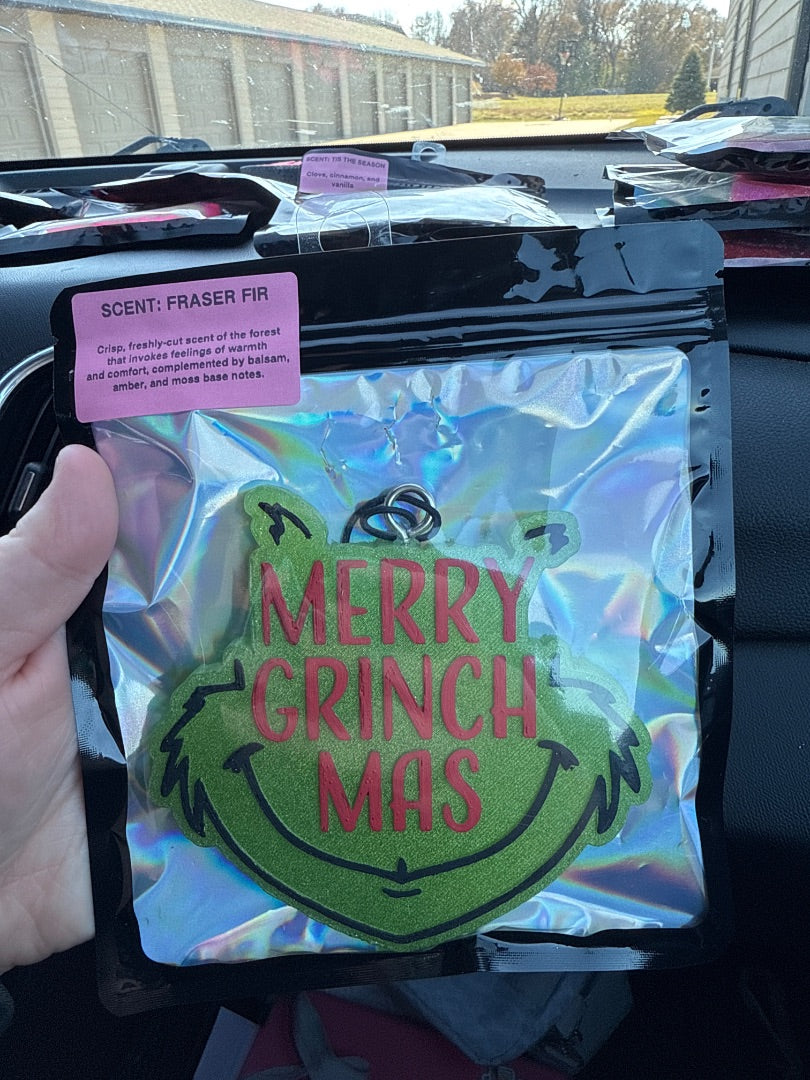 SCENT: TIS THE SEASON
Clove, cinnamon, and
vanilla
SCENT: FRASER FIR
Crisp, freshly-cut scent of the forest
that invokes feelings of warmth
and comfort, complemented by balsam,
amber, and moss base notes.
MERRY
GRINCH
MAS